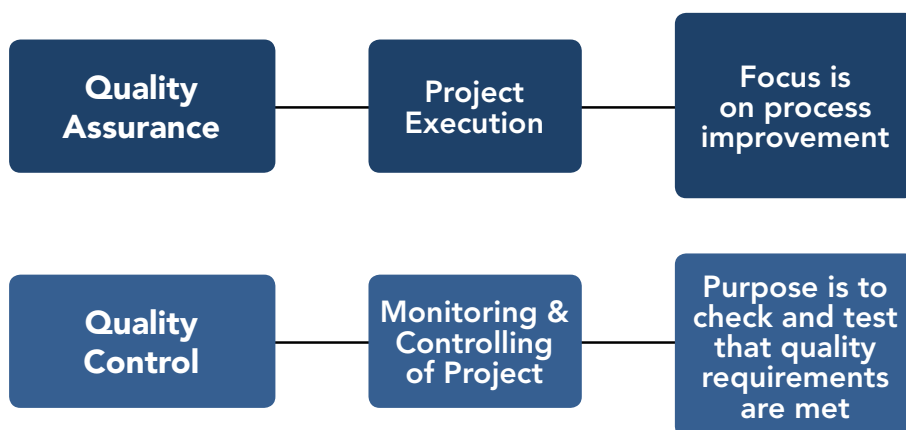 Quality
Assurance
Project
Execution
Focus is
on process
improvement
Quality
Control
Monitoring &
Controlling
of Project
Purpose is to
check and test
that quality
requirements
are met